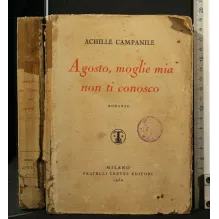 ACHILLE CAMPANILE
Agosto, moglie mia
non ti conosco
ROMANZO
MILANO
FRATELLI TREVES EDITORI